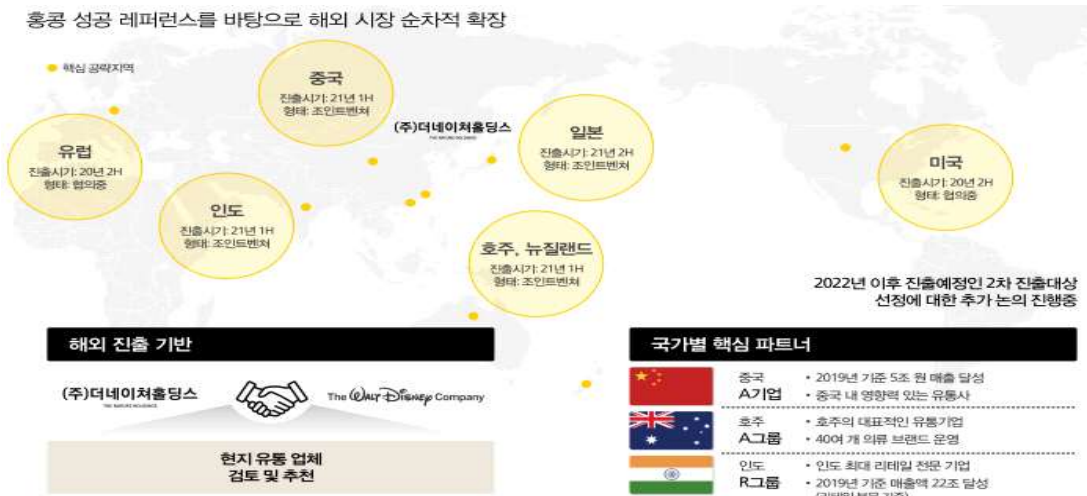 홍콩 성공 레퍼런스를 바탕으로 해외 시장 순차적 확장
핵심 공략지역
중국
진출시기: 21년 1H
형태: 조인트벤쳐
(주)더네이쳐홀딩스
THE NATURE HOLDINGS
일본
진출시기: 21년 2H
형태: 조인트벤쳐
유럽
진출시기: 20년 2H
형태: 협의중
미국
진출시기: 20년 2H
형태: 협의중
인도
진출시기: 21년 1H
형태: 조인트벤쳐
호주, 뉴질랜드
진출시기: 21년 1H
형태: 조인트벤쳐
2022년 이후 진출예정인 2차 진출대상
선정에 대한 추가 논의 진행중
해외 진출 기반
(주)더네이쳐홀딩스
THE NATURE HOLDINGS
The Walt Disney Company
현지 유통 업체
검토 및 추천
국가별 핵심 파트너
중국
A기업
• 2019년 기준 5조 원 매출 달성
• 중국 내 영향력 있는 유통사
호주
A그룹
• 호주의 대표적인 유통기업
• 40여 개 의류 브랜드 운영
인도
R그룹
• 인도 최대 리테일 전문 기업
• 2019년 기준 매출액 22조 달성